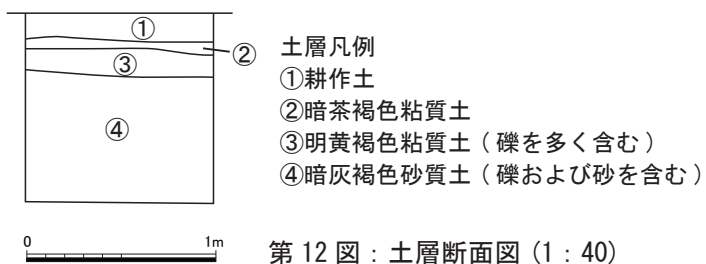 ①
②
③
④
土層凡例
①耕作土
②暗茶褐色粘質土
③明黄褐色粘質土 ( 礫を多く含む )
④暗灰褐色砂質土 ( 礫および砂を含む )
0 1m
第 12 図：土層断面図 (1：40)